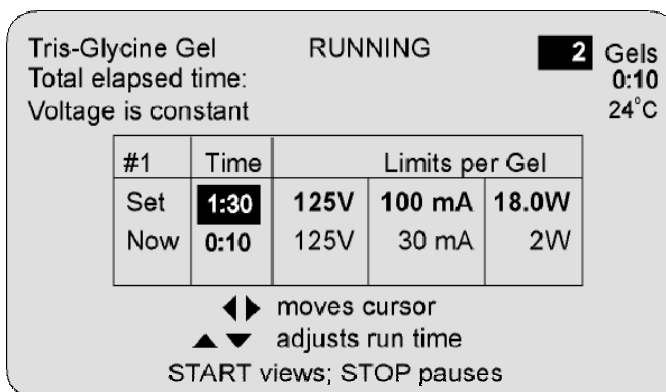 Tris-Glycine Gel RUNNING 2 Gels
Total elapsed time: 0:10
Voltage is constant 24°C
#1 Time Limits per Gel
Set 1:30 125V 100 mA 18.0W
Now 0:10 125V 30 mA 2W
◀ ▶ moves cursor
▲ ▼ adjusts run time
START views; STOP pauses